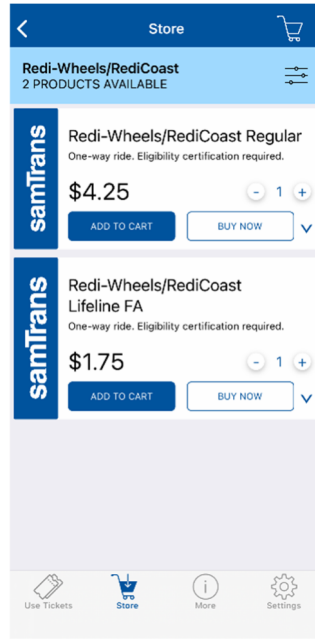 Store
Redi-Wheels/RediCoast
2 PRODUCTS AVAILABLE
samTrans
Redi-Wheels/RediCoast Regular
One-way ride. Eligibility certification required.
$4.25
- 1 +
ADD TO CART
BUY NOW
samTrans
Redi-Wheels/RediCoast
Lifeline FA
One-way ride. Eligibility certification required.
$1.75
- 1 +
ADD TO CART
BUY NOW
Use Tickets
Store
More
Settings